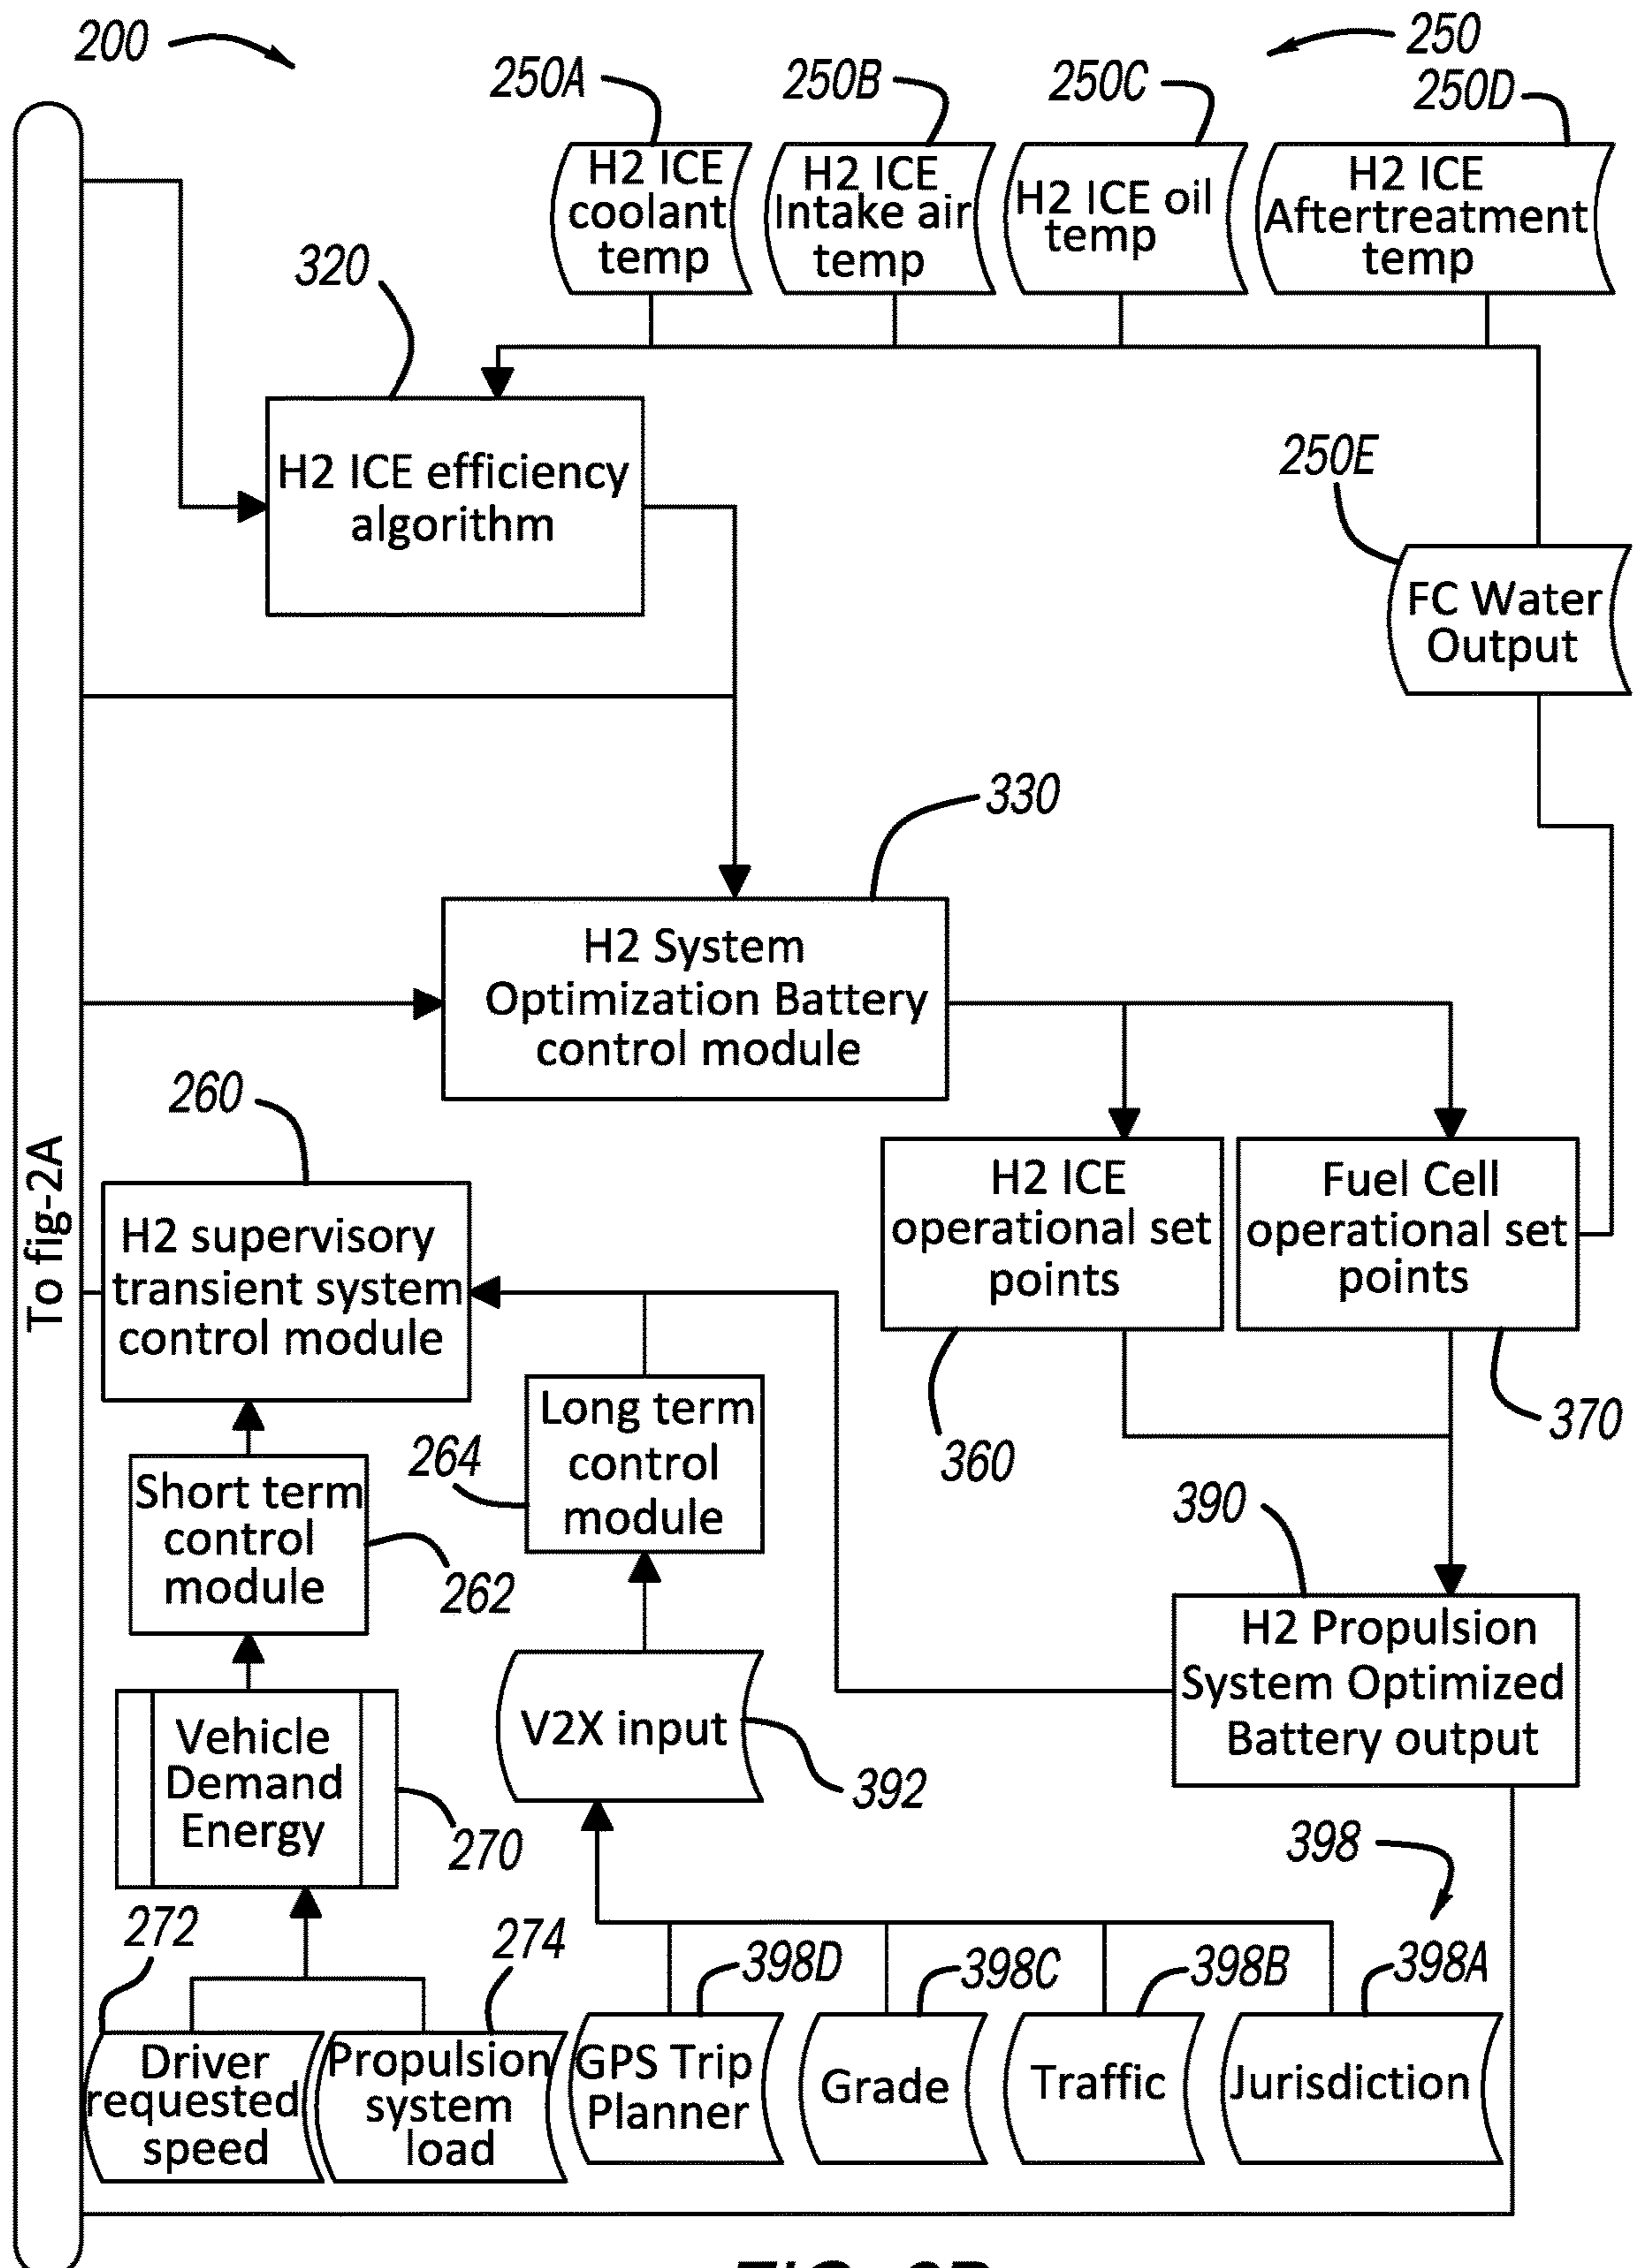 200
250
250A
250B
250C
250D
H2 ICE
coolant
temp
H2 ICE
Intake air
temp
H2 ICE oil
temp
H2 ICE
Aftertreatment
temp
320
H2 ICE efficiency
algorithm
250E
FC Water
Output
330
H2 System
Optimization Battery
control module
To fig-2A
260
H2 supervisory
transient system
control module
H2 ICE
operational set
points
Fuel Cell
operational set
points
360
370
264
Long term
control
module
Short term
control
module
262
390
H2 Propulsion
System Optimized
Battery output
Vehicle
Demand
Energy
270
V2X input
392
398
272
274
398D
398C
398B
398A
Driver
requested
speed
Propulsion
system
load
GPS Trip
Planner
Grade
Traffic
Jurisdiction